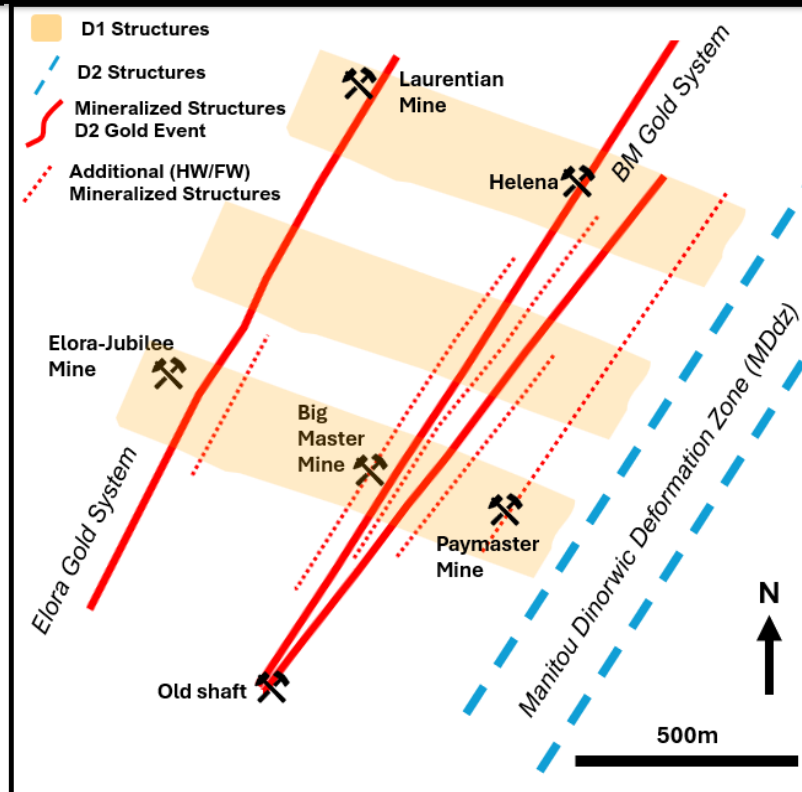 D1 Structures
D2 Structures
Mineralized Structures
D2 Gold Event
Additional (HW/FW)
Mineralized Structures
Laurentian
Mine
BM Gold System
Helena
Elora-Jubilee
Mine
Big
Master
Mine
Paymaster
Mine
Elora Gold System
Manitou Dinorwic Deformation Zone (MDdz)
Old shaft
N
500m